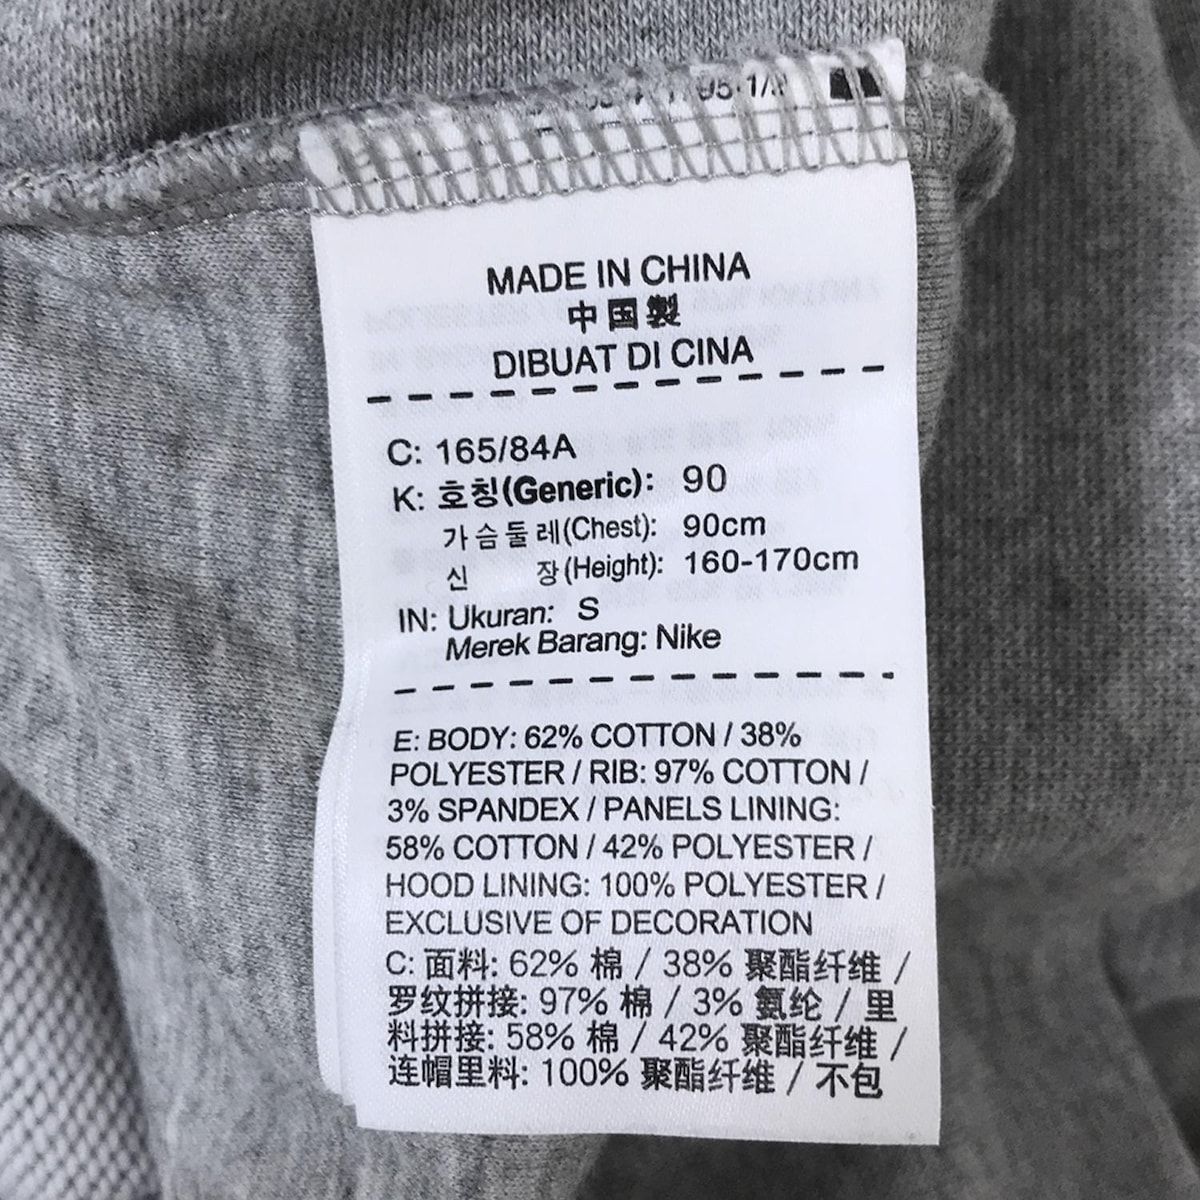 MADE IN CHINA
中国製
DIBUAT DI CINA
C: 165/84A
K: 호칭(Generic): 90
가슴둘레(Chest): 90cm
신 장(Height): 160-170cm
IN: Ukuran: S
Merek Barang: Nike
E: BODY: 62% COTTON / 38%
POLYESTER / RIB: 97% COTTON /
3% SPANDEX / PANELS LINING:
58% COTTON / 42% POLYESTER /
HOOD LINING: 100% POLYESTER /
EXCLUSIVE OF DECORATION
C: 面料: 62% 棉 / 38% 聚酯纤维 /
罗纹拼接: 97% 棉 / 3% 氨纶 / 里
料拼接: 58% 棉 / 42% 聚酯纤维 /
连帽里料: 100% 聚酯纤维 / 不包